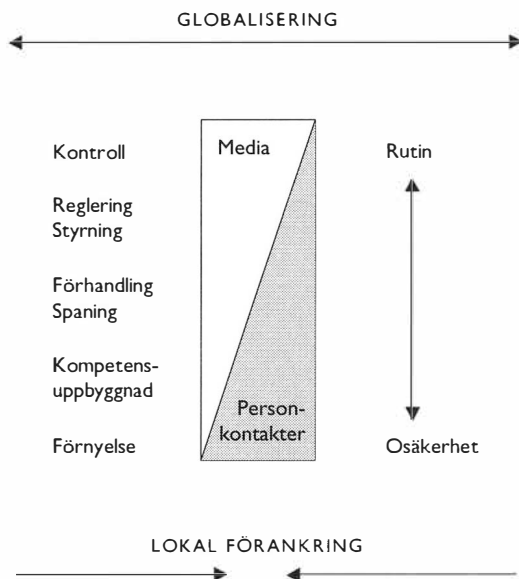 GLOBALISERING
Kontroll
Media
Rutin
Reglering
Styrning
Förhandling
Spaning
Kompetens-
uppbyggnad
Person-
kontakter
Förnyelse
Osäkerhet
LOKAL FÖRANKRING